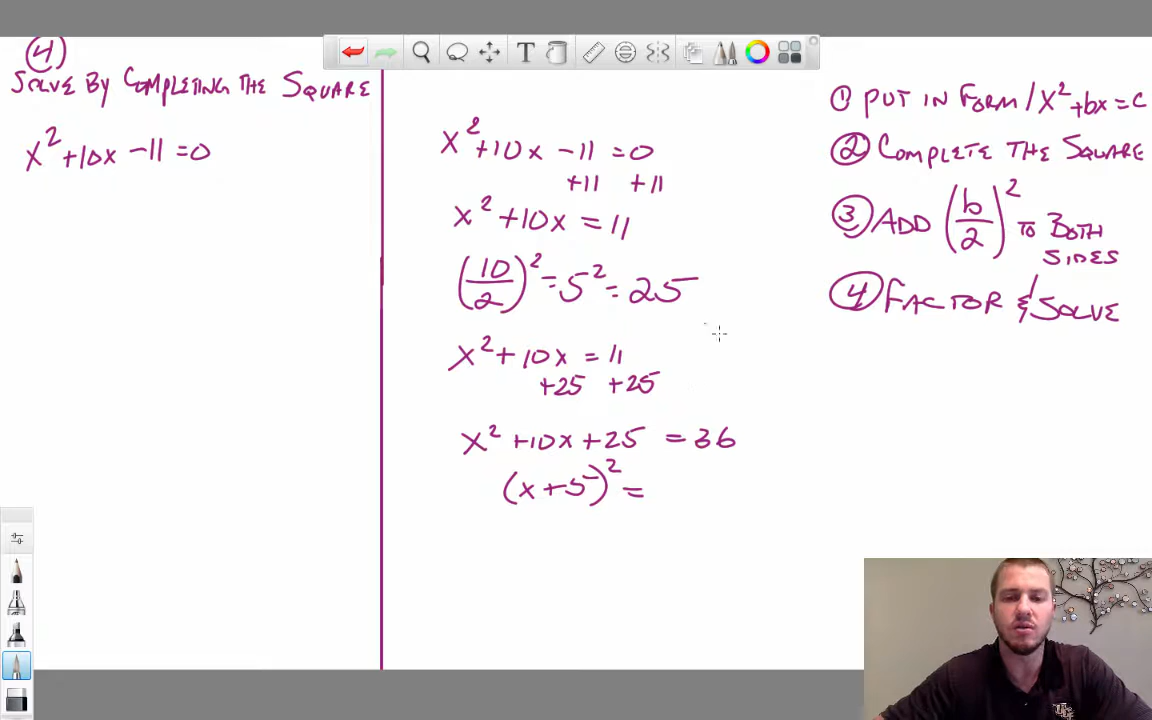 ④
SOLVE BY COMPLETING THE SQUARE
x² + 10x - 11 = 0
x² + 10x - 11 = 0
+11 +11
x² + 10x = 11
(10/2)² = 5² = 25
x² + 10x = 11
+25 +25
x² + 10x + 25 = 36
(x + 5)² =
① PUT IN FORM 1x² + bx = c
② COMPLETE THE SQUARE
③ ADD (b/2)² TO BOTH
SIDES
④ FACTOR & SOLVE